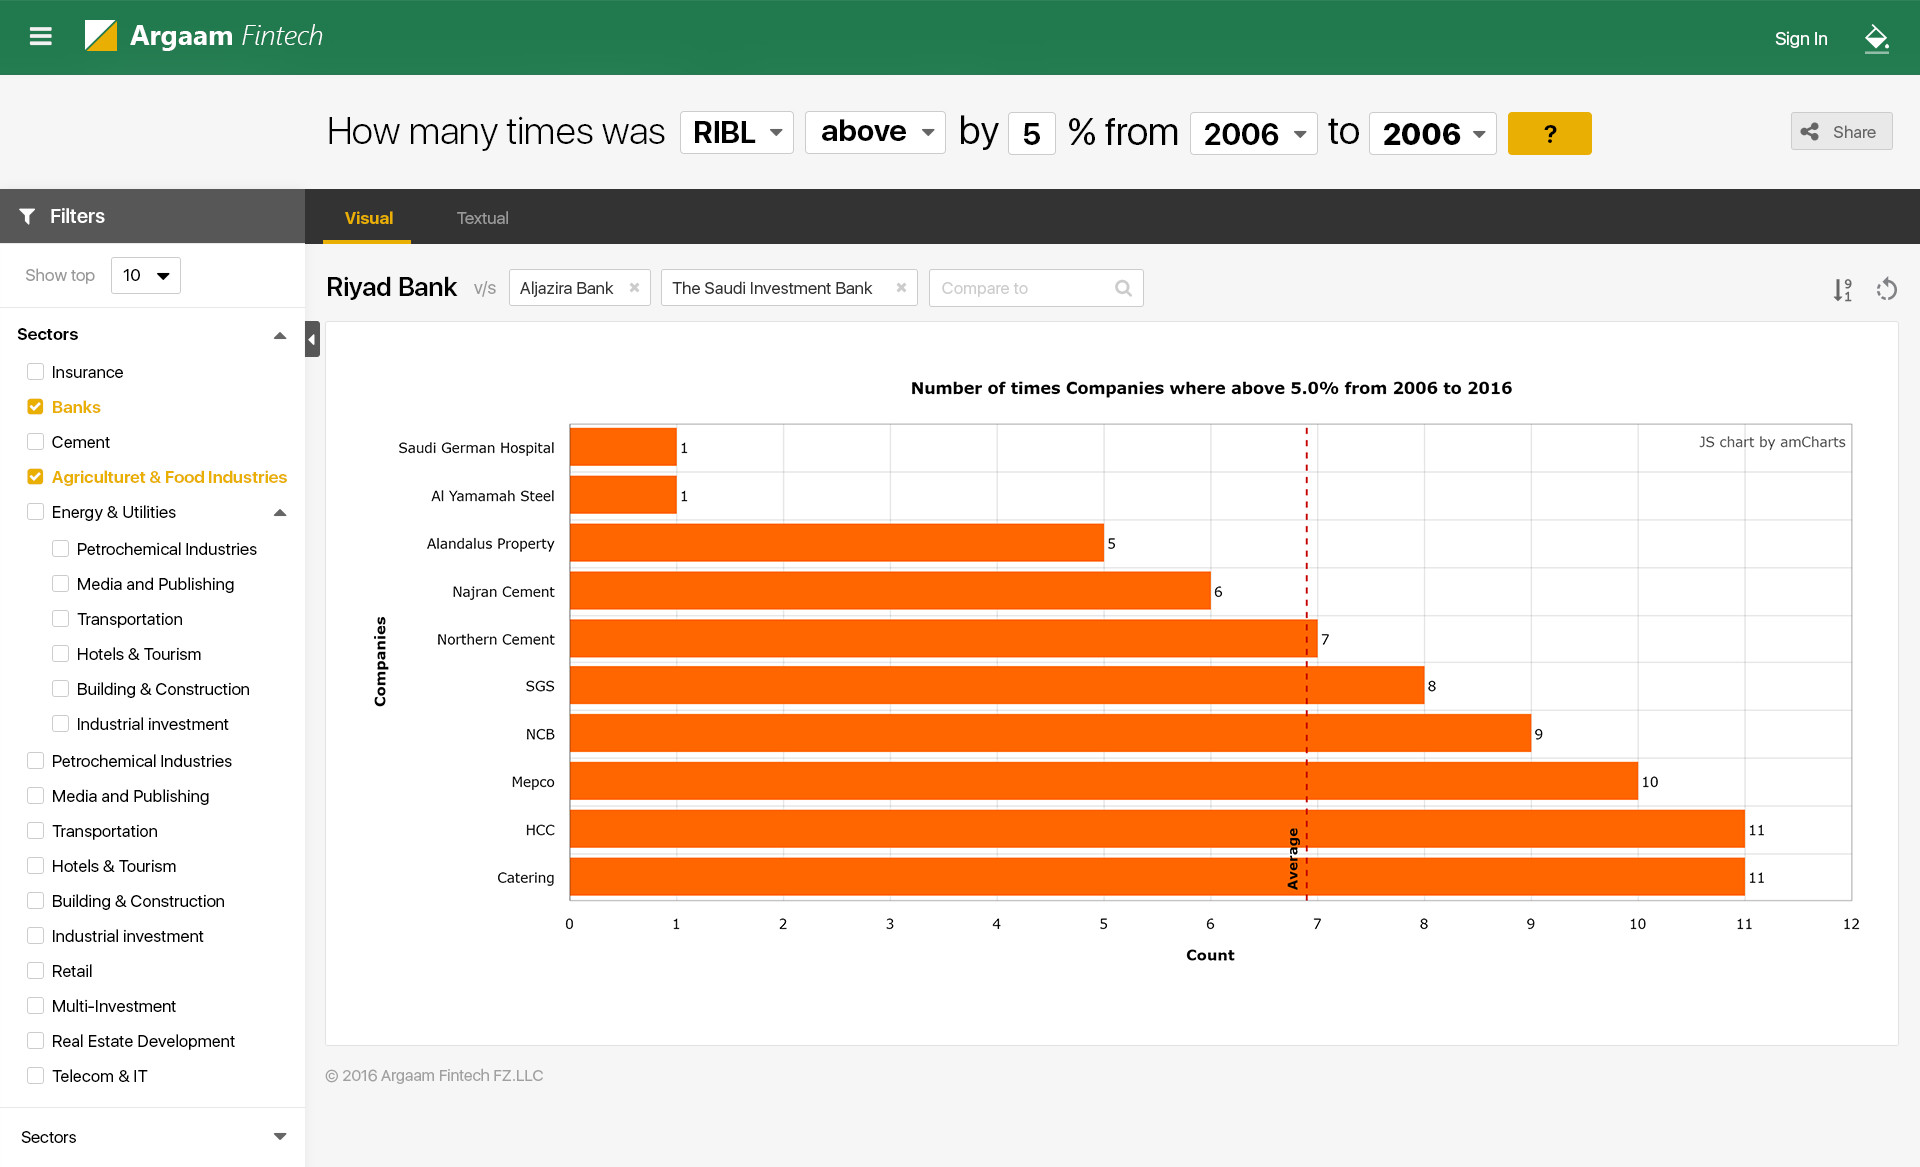 Argaam Fintech
Sign In
How many times was RIBL above by 5 % from 2006 to 2006 ?
Share
Filters
Visual
Textual
Show top 10
Riyad Bank v/s Aljazira Bank × The Saudi Investment Bank × Compare to
9
1
Sectors
Insurance
Banks
Cement
Agriculturet & Food Industries
Energy & Utilities
Petrochemical Industries
Media and Publishing
Transportation
Hotels & Tourism
Building & Construction
Industrial investment
Petrochemical Industries
Media and Publishing
Transportation
Hotels & Tourism
Building & Construction
Industrial investment
Retail
Multi-Investment
Real Estate Development
Telecom & IT
Sectors
Number of times Companies where above 5.0% from 2006 to 2016
JS chart by amCharts
Companies
Saudi German Hospital 1
Al Yamamah Steel 1
Alandalus Property 5
Najran Cement 6
Northern Cement 7
SGS 8
NCB 9
Mepco 10
HCC 11
Catering 11
Average
0 1 2 3 4 5 6 7 8 9 10 11 12
Count
© 2016 Argaam Fintech FZ.LLC